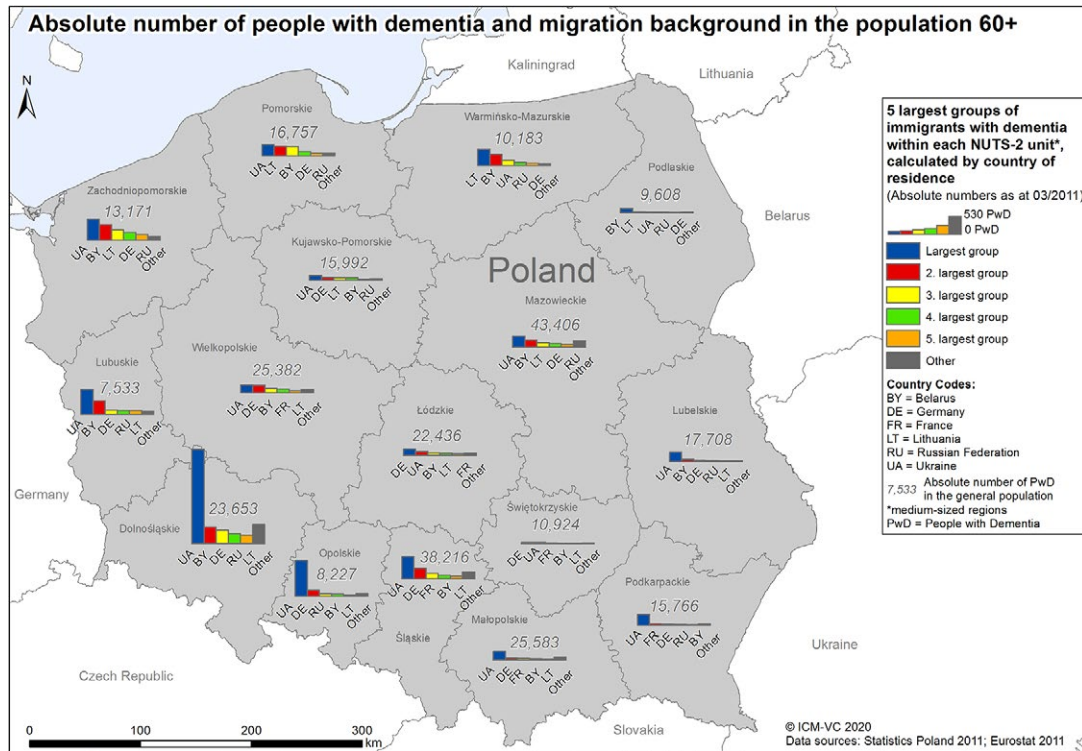 Absolute number of people with dementia and migration background in the population 60+
N
Kaliningrad
Lithuania
Belarus
Ukraine
Slovakia
Czech Republic
Germany
Poland
Pomorskie
16,757
UA LT BY DE RU Other
Warmińsko-Mazurskie
10,183
LT BY UA RU DE Other
Podlaskie
9,608
BY LT UA RU DE Other
Zachodniopomorskie
13,171
UA BY LT DE RU Other
Kujawsko-Pomorskie
15,992
UA DE LT BY RU Other
Mazowieckie
43,406
UA BY LT DE RU Other
Lubuskie
7,533
UA BY DE RU LT Other
Wielkopolskie
25,382
UA DE BY FR LT Other
Łódzkie
22,436
DE UA BY LT FR Other
Lubelskie
17,708
UA BY DE RU LT Other
Dolnośląskie
23,653
UA BY DE RU LT Other
Opolskie
8,227
UA DE RU BY LT Other
38,216
UA DE FR BY LT Other
Śląskie
Świętokrzyskie
10,924
DE UA FR BY LT Other
Małopolskie
25,583
UA DE FR BY LT Other
Podkarpackie
15,766
UA FR DE RU BY Other
5 largest groups of
immigrants with dementia
within each NUTS-2 unit*,
calculated by country of
residence
(Absolute numbers as at 03/2011)
530 PwD
0 PwD
Largest group
2. largest group
3. largest group
4. largest group
5. largest group
Other
Country Codes:
BY = Belarus
DE = Germany
FR = France
LT = Lithuania
RU = Russian Federation
UA = Ukraine
7,533 Absolute number of PwD
in the general population
*medium-sized regions
PwD = People with Dementia
0 100 200 300
km
© ICM-VC 2020
Data sources: Statistics Poland 2011; Eurostat 2011